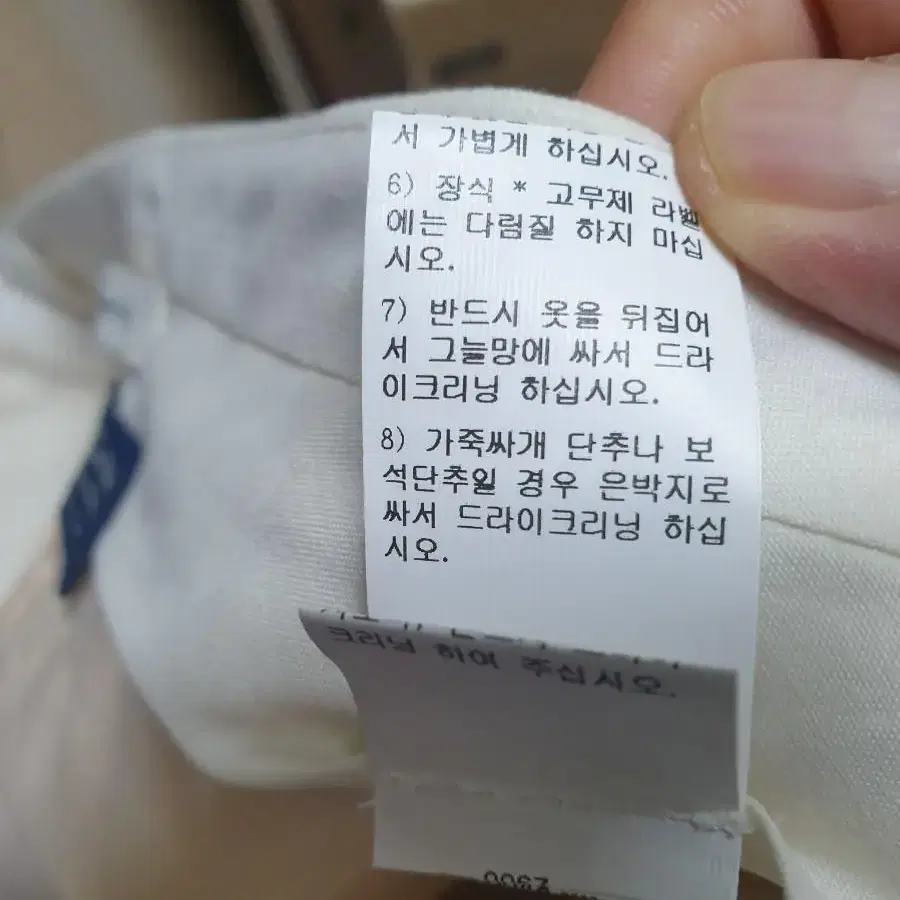 서 가볍게 하십시오.
6) 장식 * 고무제 라벨
에는 다림질 하지 마십
시오.
7) 반드시 옷을 뒤집어
서 그늘망에 싸서 드라
이크리닝 하십시오.
8) 가죽싸개 단추나 보
석단추일 경우 은박지로
싸서 드라이크리닝 하십
시오.
크리닝 하여 주십시오.